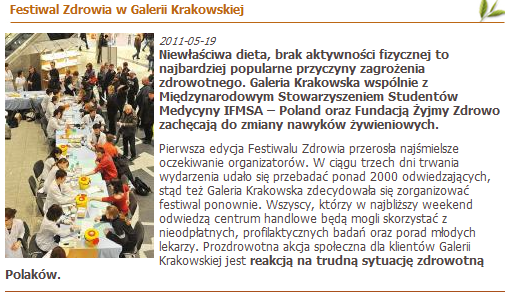 Festiwal Zdrowia w Galerii Krakowskiej
2011-05-19
Niewłaściwa dieta, brak aktywności fizycznej to
najbardziej popularne przyczyny zagrożenia
zdrowotnego. Galeria Krakowska wspólnie z
Międzynarodowym Stowarzyszeniem Studentów
Medycyny IFMSA – Poland oraz Fundacją Żyjmy Zdrowo
zachęcają do zmiany nawyków żywieniowych.
Pierwsza edycja Festiwalu Zdrowia przerosła najśmielsze
oczekiwanie organizatorów. W ciągu trzech dni trwania
wydarzenia udało się przebadać ponad 2000 odwiedzających,
stąd też Galeria Krakowska zdecydowała się zorganizować
festiwal ponownie. Wszyscy, którzy w najbliższy weekend
odwiedzą centrum handlowe będą mogli skorzystać z
nieodpłatnych, profilaktycznych badań oraz porad młodych
lekarzy. Prozdrowotna akcja społeczna dla klientów Galerii
Krakowskiej jest reakcją na trudną sytuację zdrowotną
Polaków.